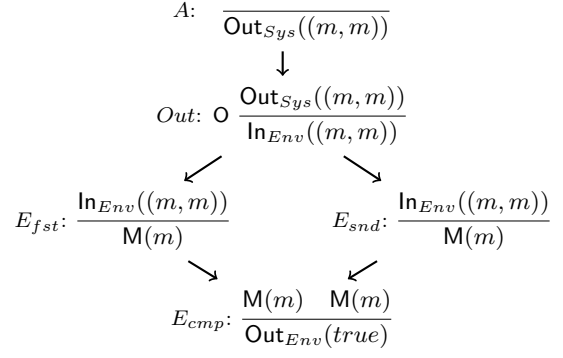 A: Out_{Sys}((m, m))
Out: O Out_{Sys}((m, m))
In_{Env}((m, m))
E_{fst}: In_{Env}((m, m))
M(m)
E_{snd}: In_{Env}((m, m))
M(m)
E_{cmp}: M(m) M(m)
Out_{Env}(true)